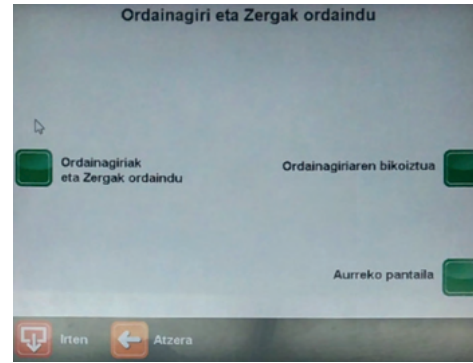 Ordainagiri eta Zergak ordaindu
Ordainagiriak
eta Zergak ordaindu
Ordainagiriaren bikoiztua
Aurreko pantaila
Irten
Atzera